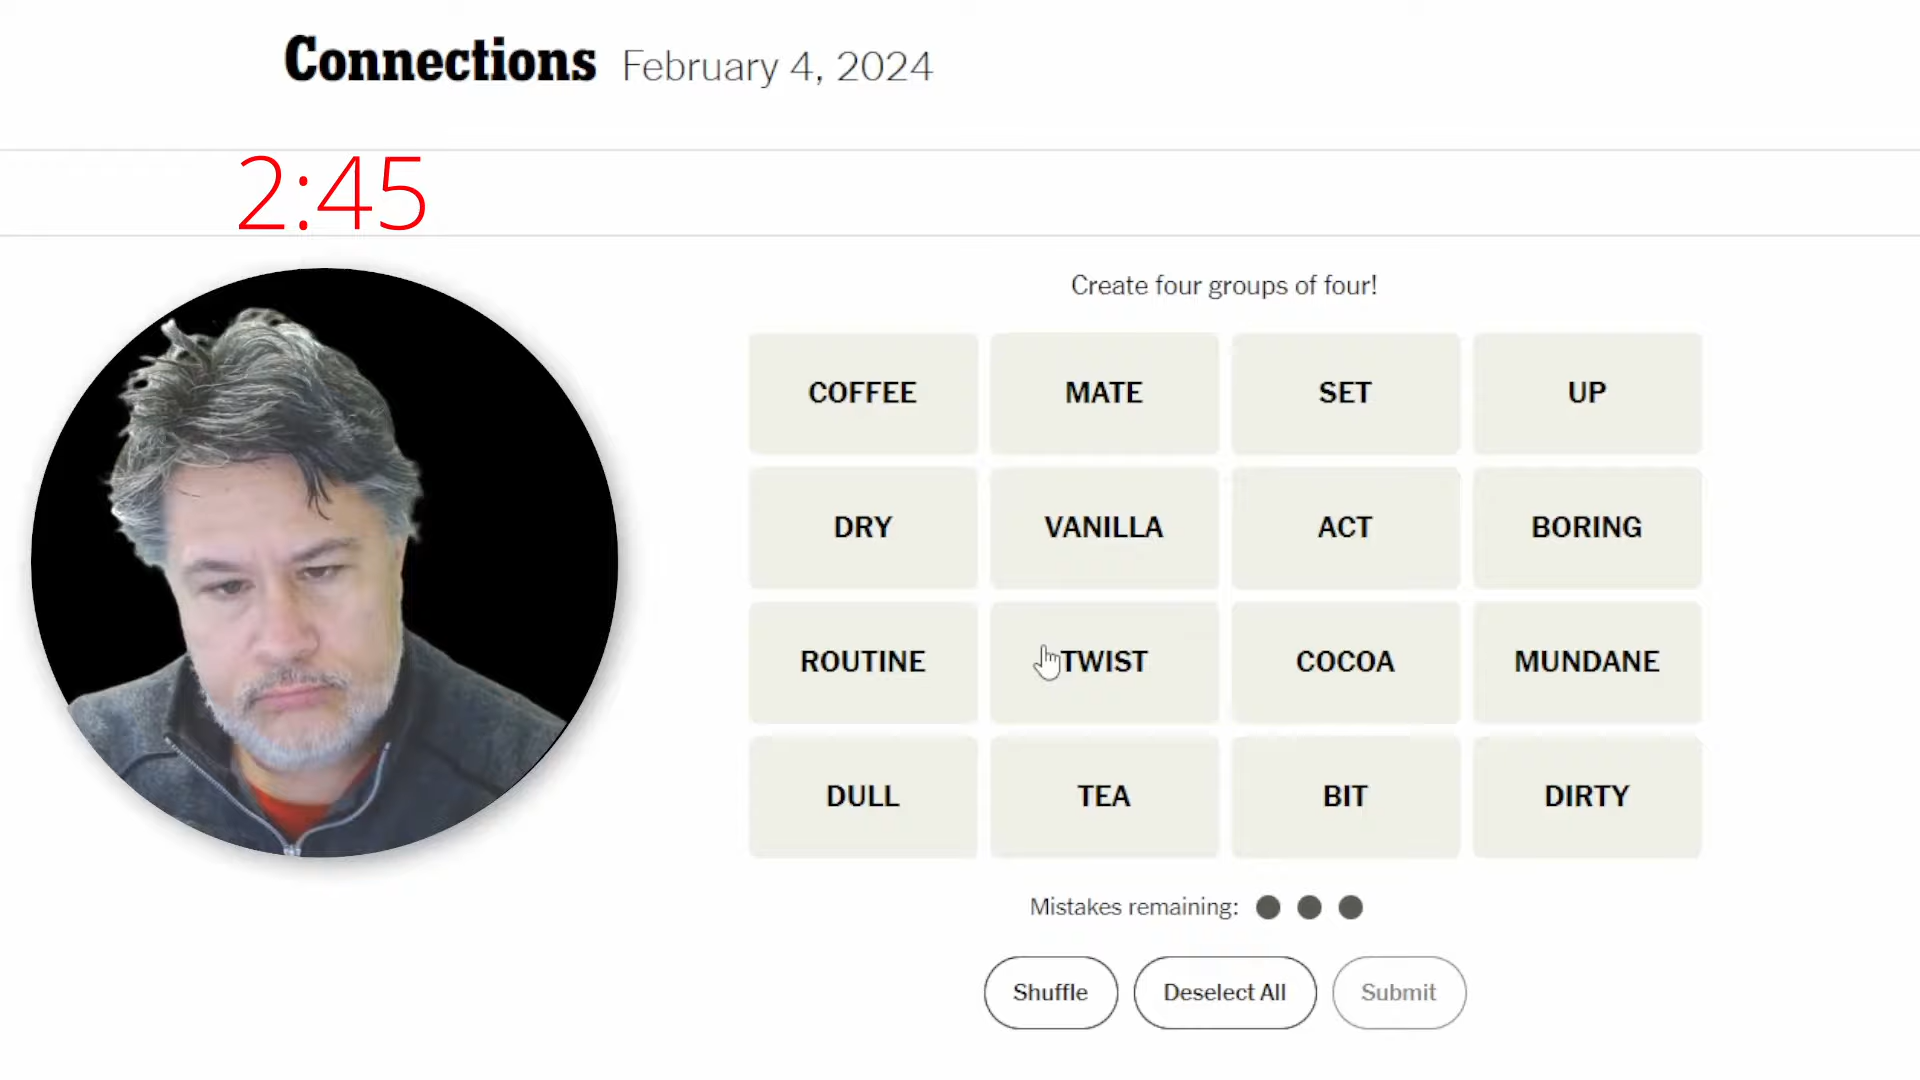 Connections February 4, 2024
2:45
Create four groups of four!
COFFEE MATE SET UP
DRY VANILLA ACT BORING
ROUTINE TWIST COCOA MUNDANE
DULL TEA BIT DIRTY
Mistakes remaining:
Shuffle Deselect All Submit